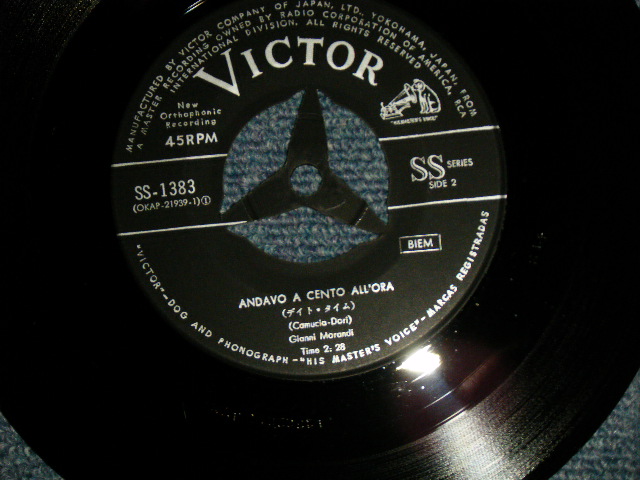 MANUFACTURED BY VICTOR COMPANY OF JAPAN, LTD. YOKOHAMA, JAPAN, FROM
A MASTER RECORDING OWNED BY RADIO CORPORATION OF AMERICA, RCA
INTERNATIONAL DIVISION. ALL RIGHTS RESERVED
VICTOR
New
Orthophonic
Recording
45RPM
"HIS MASTER'S VOICE"
SS-1383
(OKAP-21939-1)①
SS SERIES
SIDE 2
BIEM
ANDAVO A CENTO ALL'ORA
(デイト・タイム)
(Camucia-Dori)
Gianni Morandi
Time 2: 28
"VICTOR"–DOG AND PHONOGRAPH–"HIS MASTER'S VOICE"–MARCAS REGISTRADAS